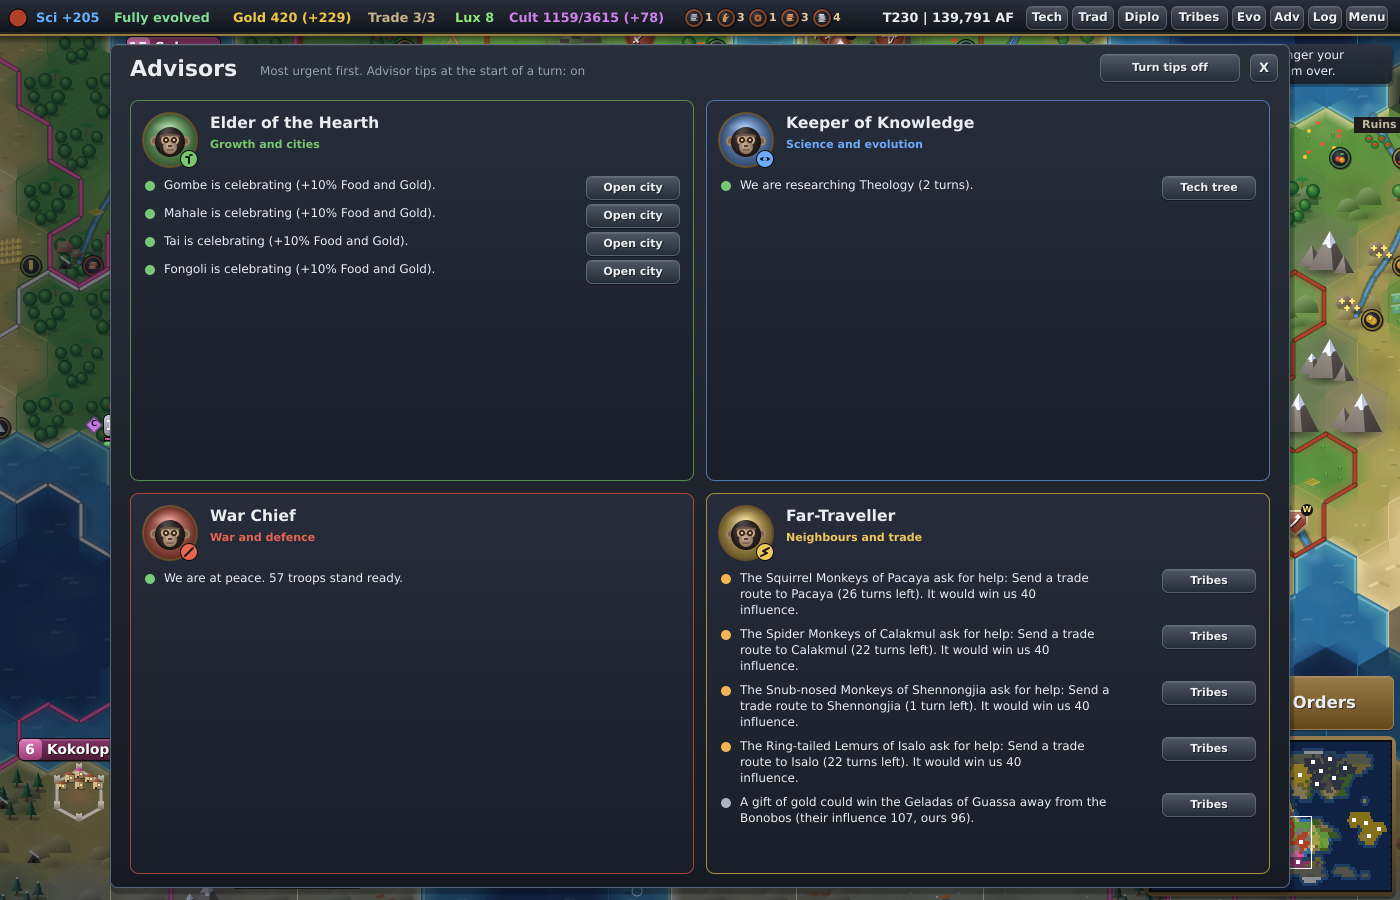 Sci +205 Fully evolved Gold 420 (+229) Trade 3/3 Lux 8 Cult 1159/3615 (+78) 1 3 1 3 4 T230 | 139,791 AF Tech Trad Diplo Tribes Evo Adv Log Menu
Advisors
Most urgent first. Advisor tips at the start of a turn: on
Turn tips off
X
nger your
m over.
Ruins
Elder of the Hearth
Growth and cities
Gombe is celebrating (+10% Food and Gold).
Open city
Mahale is celebrating (+10% Food and Gold).
Open city
Tai is celebrating (+10% Food and Gold).
Open city
Fongoli is celebrating (+10% Food and Gold).
Open city
Keeper of Knowledge
Science and evolution
We are researching Theology (2 turns).
Tech tree
War Chief
War and defence
We are at peace. 57 troops stand ready.
Far-Traveller
Neighbours and trade
The Squirrel Monkeys of Pacaya ask for help: Send a trade
route to Pacaya (26 turns left). It would win us 40
influence.
Tribes
The Spider Monkeys of Calakmul ask for help: Send a trade
route to Calakmul (22 turns left). It would win us 40
influence.
Tribes
The Snub-nosed Monkeys of Shennongjia ask for help: Send a
trade route to Shennongjia (1 turn left). It would win us 40
influence.
Tribes
The Ring-tailed Lemurs of Isalo ask for help: Send a trade
route to Isalo (22 turns left). It would win us 40
influence.
Tribes
A gift of gold could win the Geladas of Guassa away from the
Bonobos (their influence 107, ours 96).
Tribes
C
W
Orders
6 Kokolop